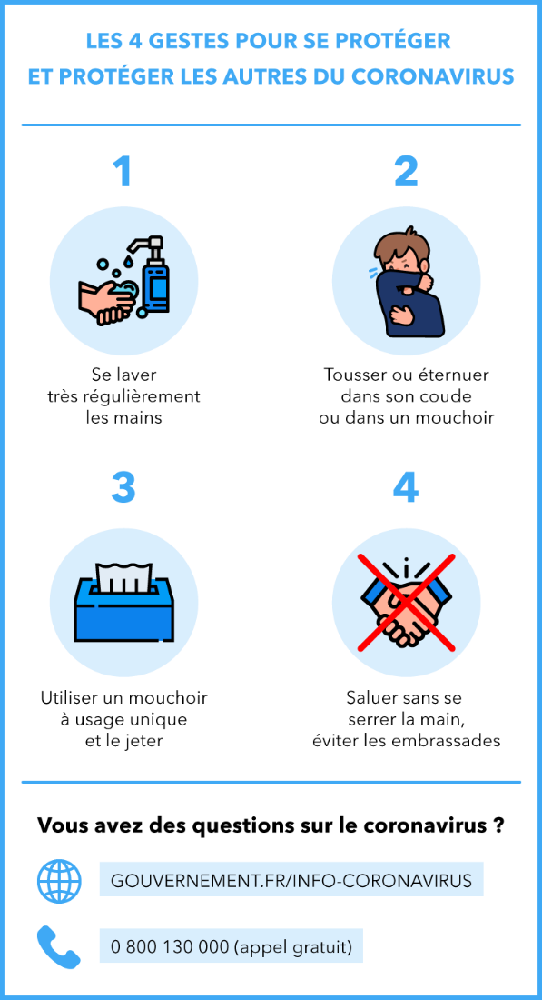 LES 4 GESTES POUR SE PROTÉGER
ET PROTÉGER LES AUTRES DU CORONAVIRUS
1
Se laver
très régulièrement
les mains
2
Tousser ou éternuer
dans son coude
ou dans un mouchoir
3
Utiliser un mouchoir
à usage unique
et le jeter
4
Saluer sans se
serrer la main,
éviter les embrassades
Vous avez des questions sur le coronavirus ?
GOUVERNEMENT.FR/INFO-CORONAVIRUS
0 800 130 000 (appel gratuit)